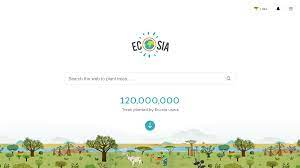 ECOSIA
Search the web to plant trees...
120,000,000
Trees planted by Ecosia users